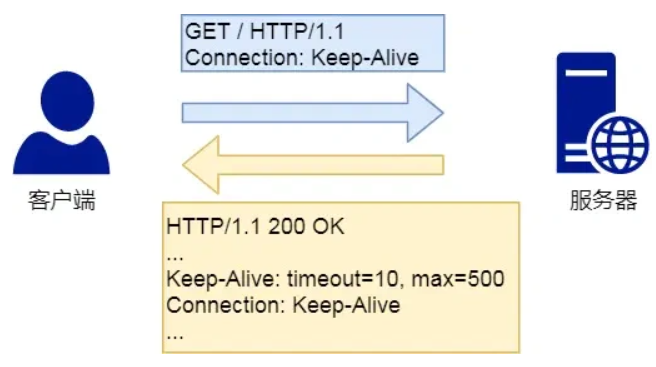 GET / HTTP/1.1
Connection: Keep-Alive
客户端
服务器
HTTP/1.1 200 OK
...
Keep-Alive: timeout=10, max=500
Connection: Keep-Alive
...